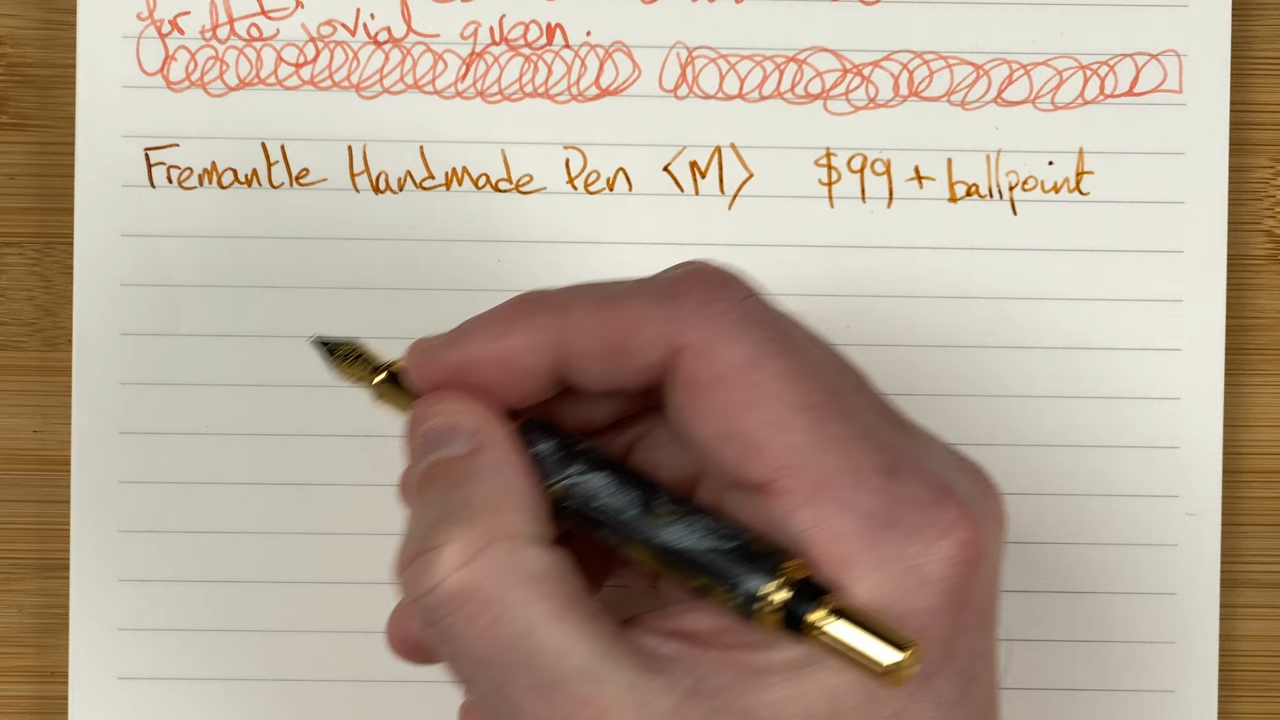 for the jovial queen.
Fremantle Handmade Pen <M> $99 + ballpoint